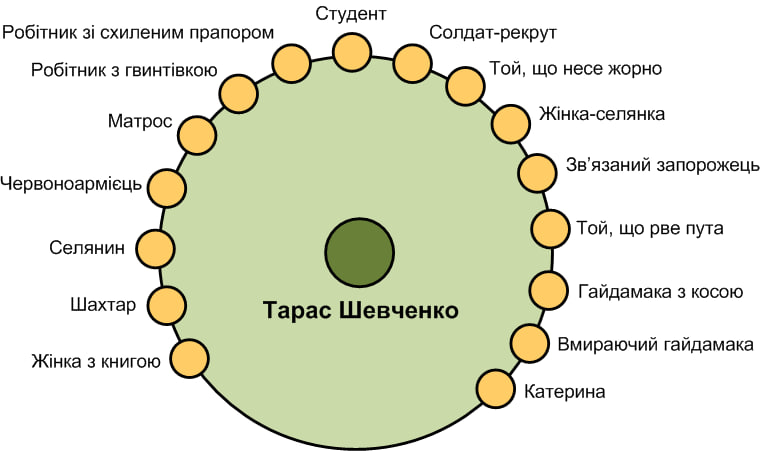 Студент
Робітник зі схиленим прапором
Солдат-рекрут
Робітник з гвинтівкою
Той, що несе жорно
Матрос
Жінка-селянка
Зв’язаний запорожець
Червоноармієць
Той, що рве пута
Селянин
Гайдамака з косою
Шахтар
Тарас Шевченко
Вмираючий гайдамака
Жінка з книгою
Катерина